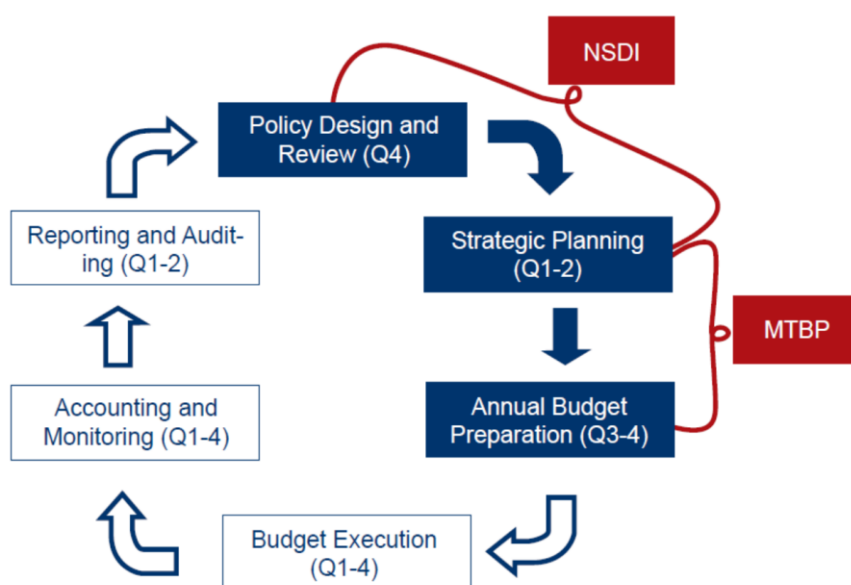 NSDI
Policy Design and
Review (Q4)
Reporting and Audit-
ing (Q1-2)
Strategic Planning
(Q1-2)
MTBP
Accounting and
Monitoring (Q1-4)
Annual Budget
Preparation (Q3-4)
Budget Execution
(Q1-4)